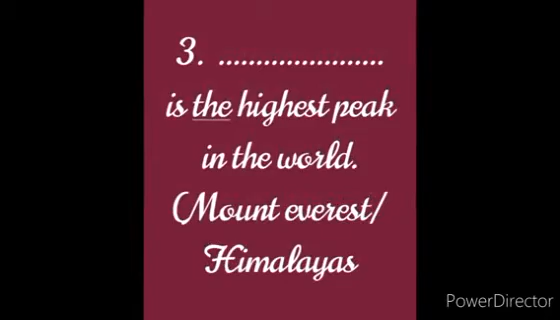 3. ......................
is the highest peak
in the world.
(Mount everest/
Himalayas
PowerDirector